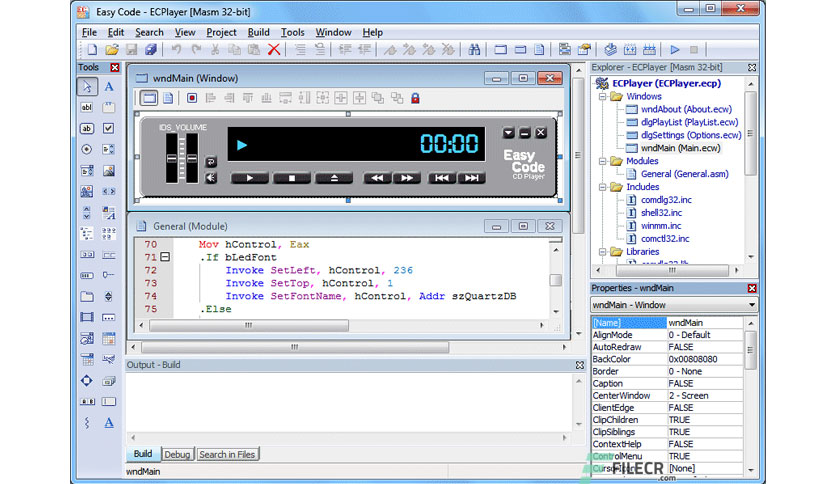 Easy Code - ECPlayer [Masm 32-bit]
File Edit Search View Project Build Tools Window Help
Tools
wndMain (Window)
IDS_VOLUME
00:00
Easy
Code
CD Player
General (Module)
70 Mov hControl, Eax
71 .If bLedFont
72 Invoke SetLeft, hControl, 236
73 Invoke SetTop, hControl, 1
74 Invoke SetFontName, hControl, Addr szQuartzDB
75 .Else
Output - Build
Build Debug Search in Files
wndMain
Explorer - ECPlayer [Masm 32-bit]
ECPlayer (ECPlayer.ecp)
Windows
wndAbout (About.ecw)
dlgPlayList (PlayList.ecw)
dlgSettings (Options.ecw)
wndMain (Main.ecw)
Modules
General (General.asm)
Includes
comdlg32.inc
shell32.inc
winmm.inc
comctl32.inc
Libraries
Properties - wndMain
wndMain - Window
[Name] wndMain
AlignMode 0 - Default
AutoRedraw FALSE
BackColor 0x00808080
Border 0 - None
Caption FALSE
CenterWindow 2 - Screen
ClientEdge FALSE
ClipChildren TRUE
ClipSiblings TRUE
ContextHelp FALSE
ControlMenu TRUE
CursorIcon [None]
FILECR
.com